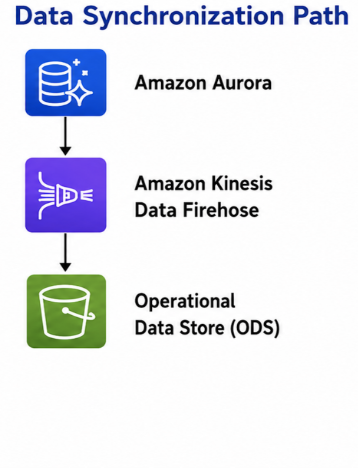 Data Synchronization Path
Amazon Aurora
Amazon Kinesis
Data Firehose
Operational
Data Store (ODS)